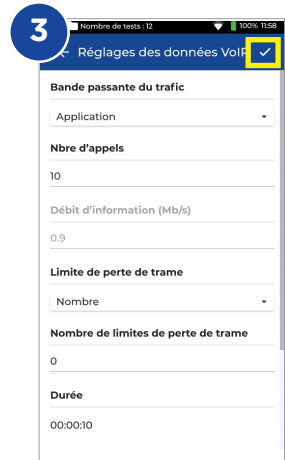 3
Nombre de tests : 12 100% 11:58
Réglages des données VoIP
Bande passante du trafic
Application
Nbre d'appels
10
Débit d'information (Mb/s)
0.9
Limite de perte de trame
Nombre
Nombre de limites de perte de trame
0
Durée
00:00:10